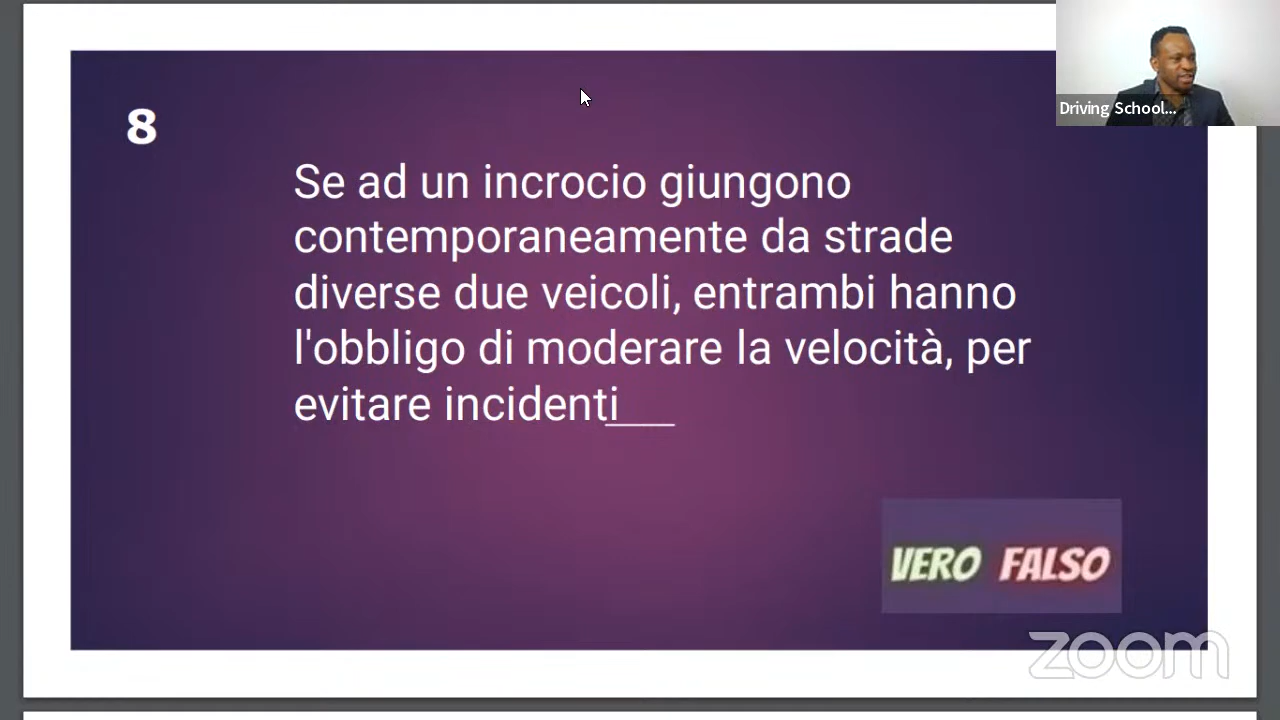 Driving School...
8
Se ad un incrocio giungono
contemporaneamente da strade
diverse due veicoli, entrambi hanno
l'obbligo di moderare la velocità, per
evitare incidenti____
VERO FALSO
zoom